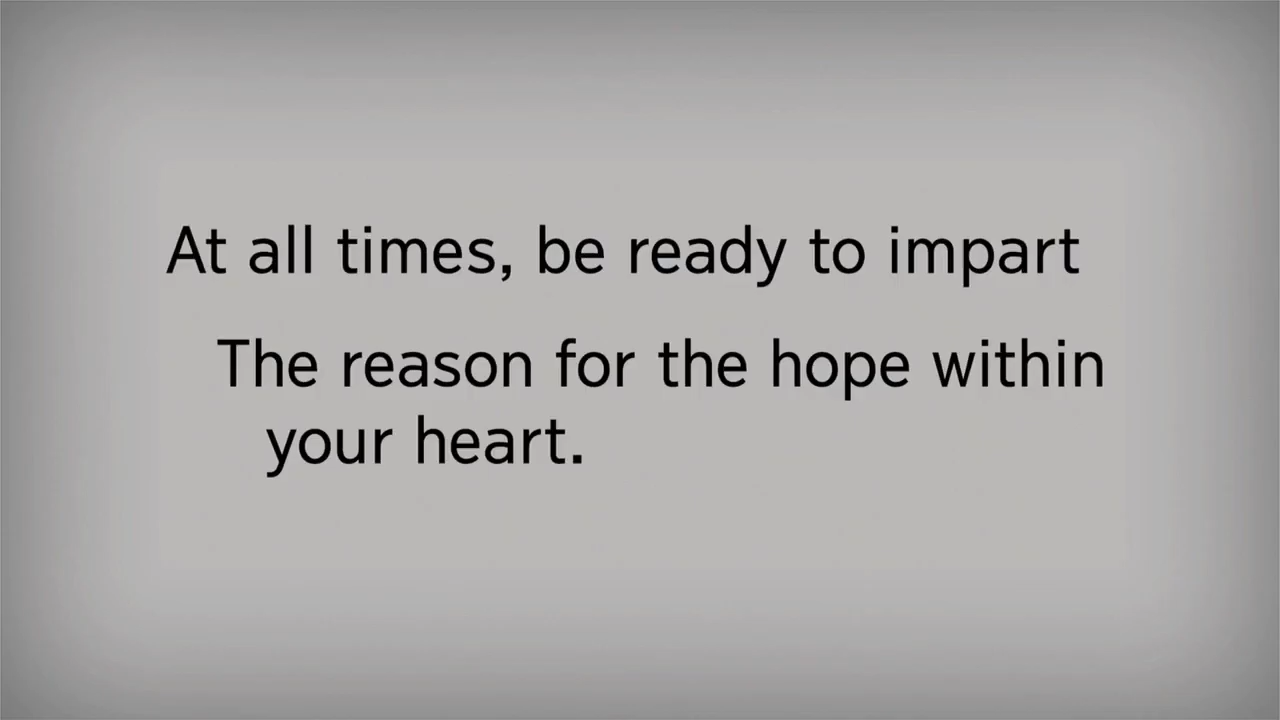 At all times, be ready to impart
The reason for the hope within
your heart.